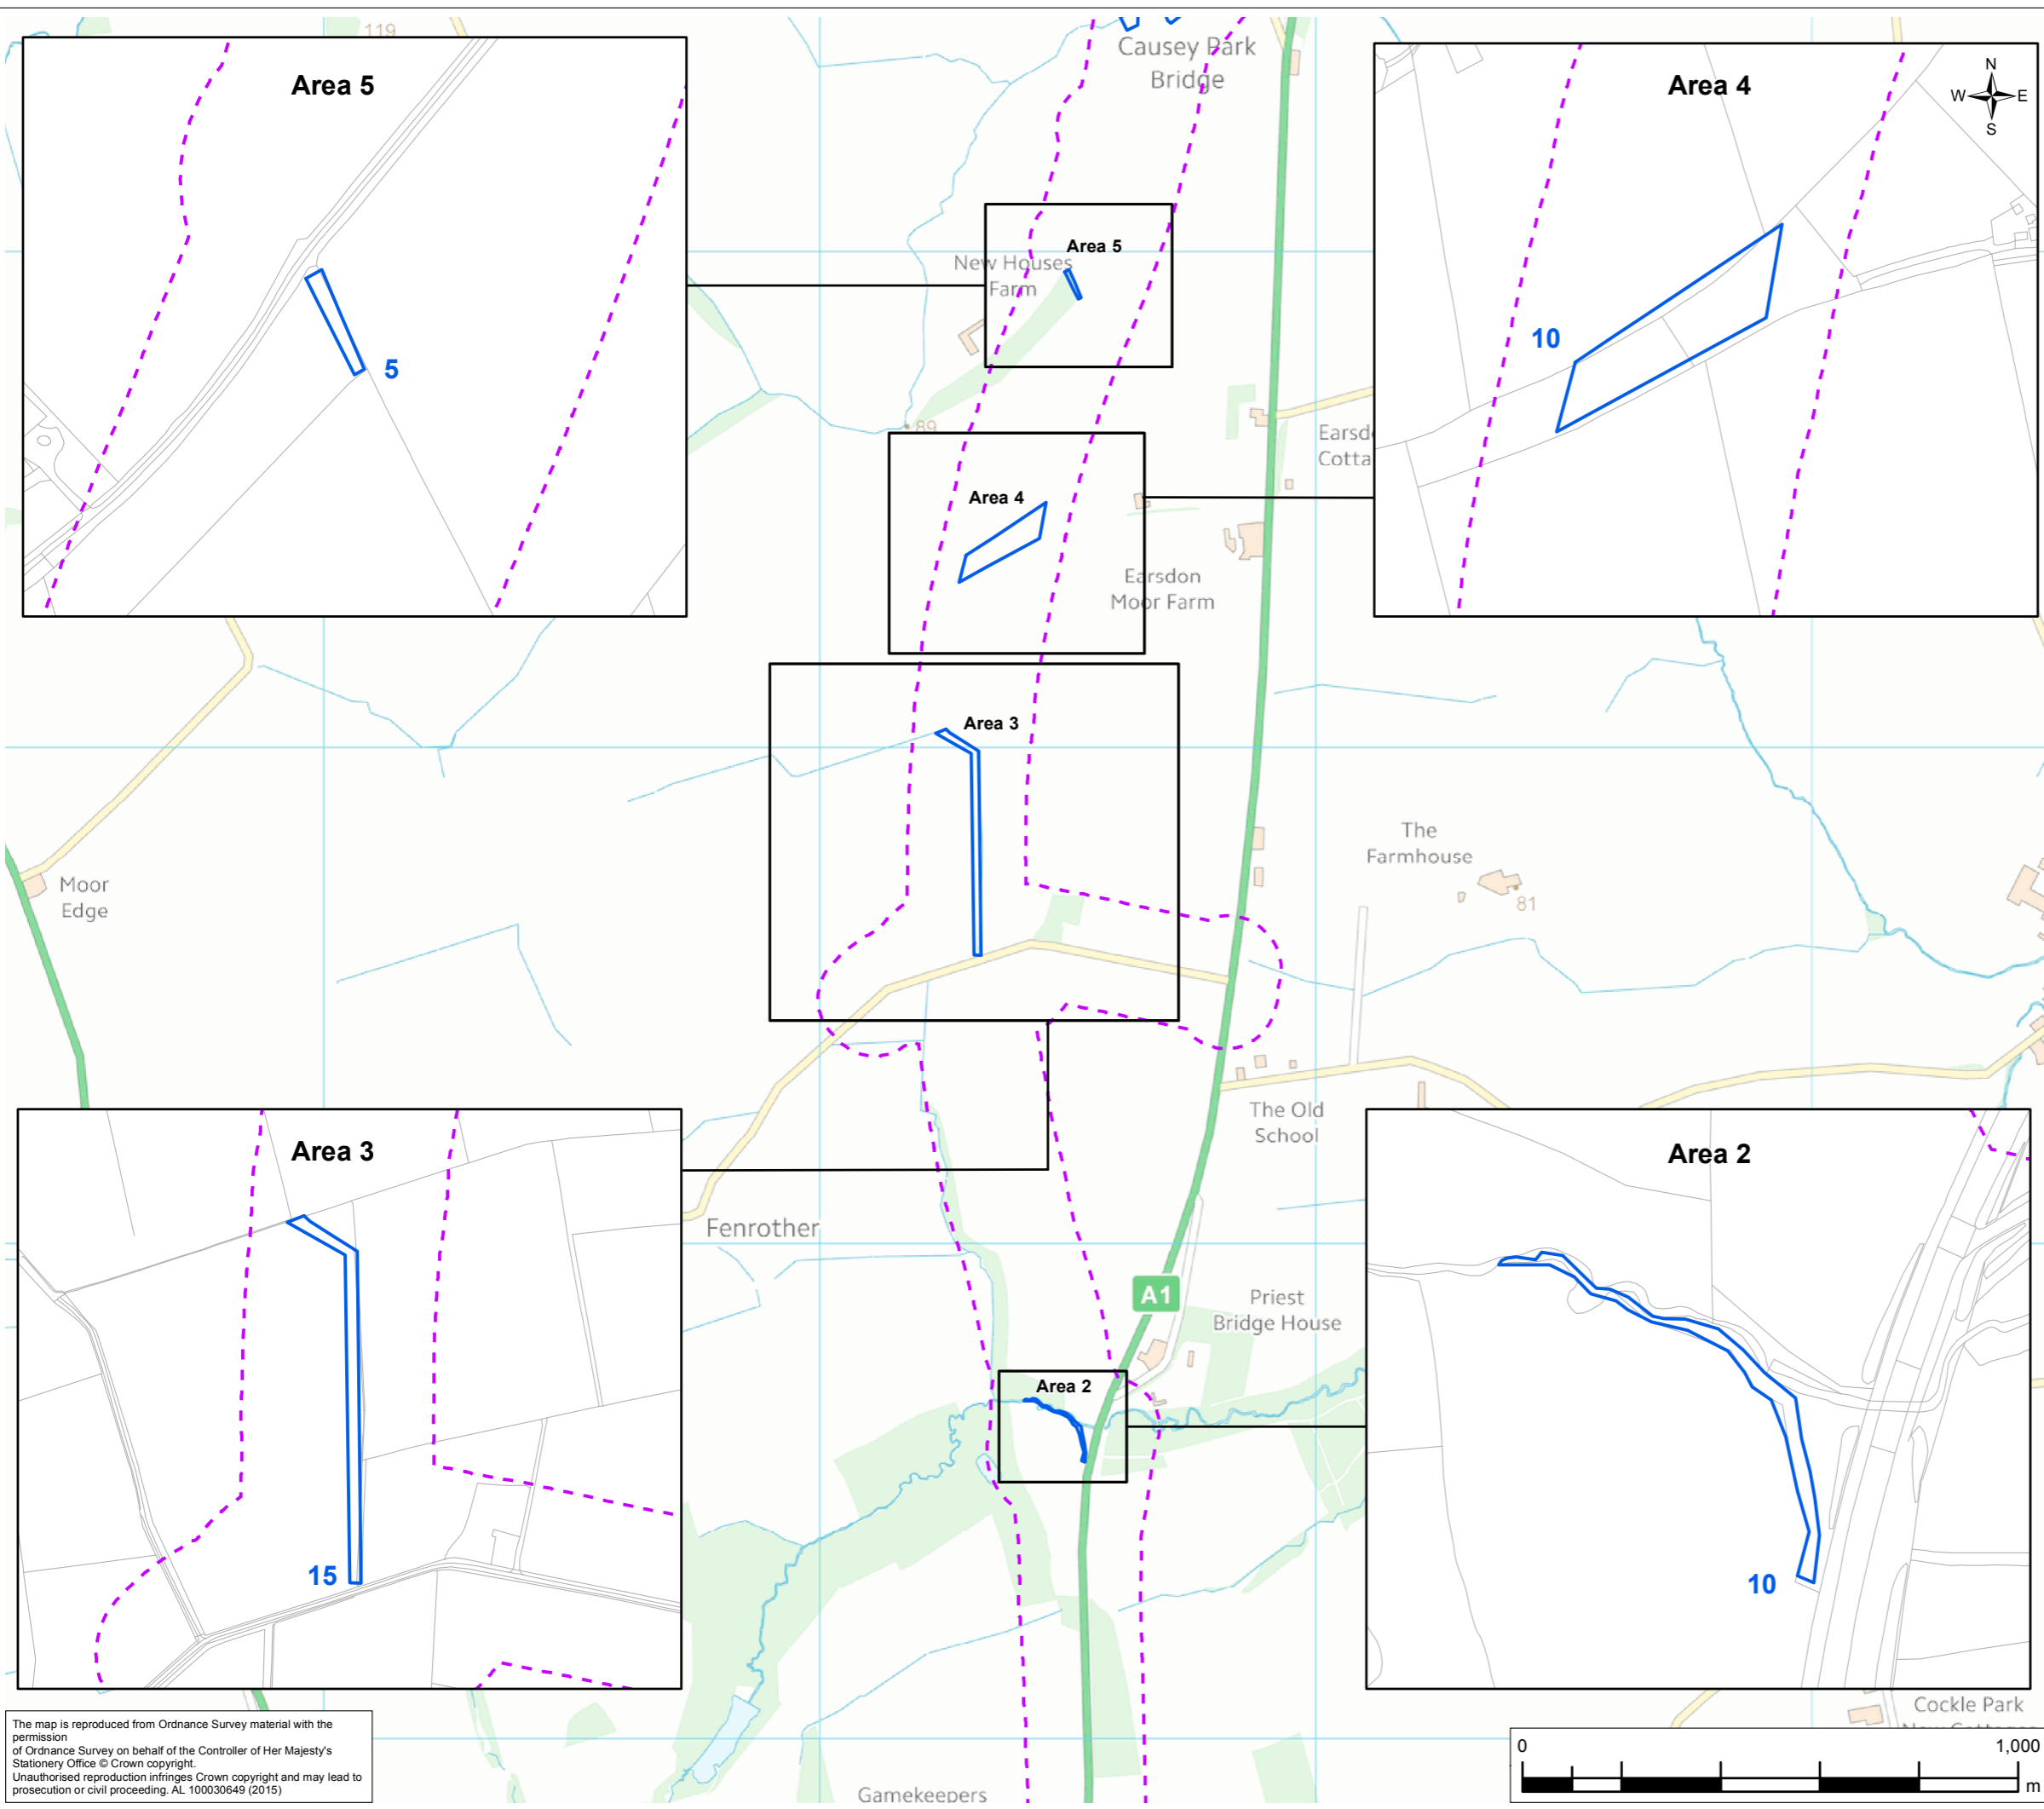 119
Causey Park
Bridge
Area 5
Area 4
N
W E
S
Area 5
New Houses
Farm
5
10
89
Earsd
Cotta
Area 4
Earsdon
Moor Farm
Area 3
The
Farmhouse
81
Moor
Edge
The Old
School
Area 3
Area 2
Fenrother
A1
Priest
Bridge House
Area 2
15
10
Cockle Park
The map is reproduced from Ordnance Survey material with the
permission
of Ordnance Survey on behalf of the Controller of Her Majesty's
Stationery Office © Crown copyright.
Unauthorised reproduction infringes Crown copyright and may lead to
prosecution or civil proceeding. AL 100030649 (2015)
Gamekeepers
0 1,000
m